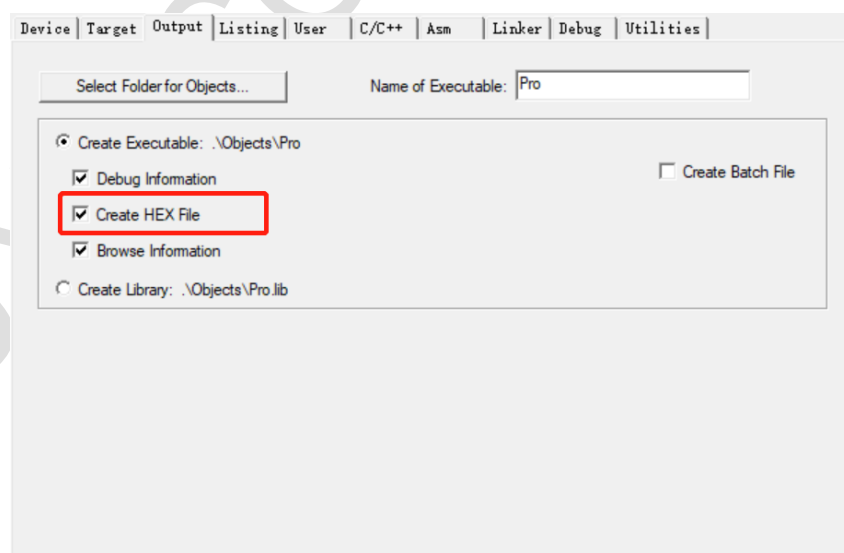 Device Target Output Listing User C/C++ Asm Linker Debug Utilities
Select Folder for Objects... Name of Executable: Pro
Create Executable: .\Objects\Pro
Debug Information Create Batch File
Create HEX File
Browse Information
Create Library: .\Objects\Pro.lib